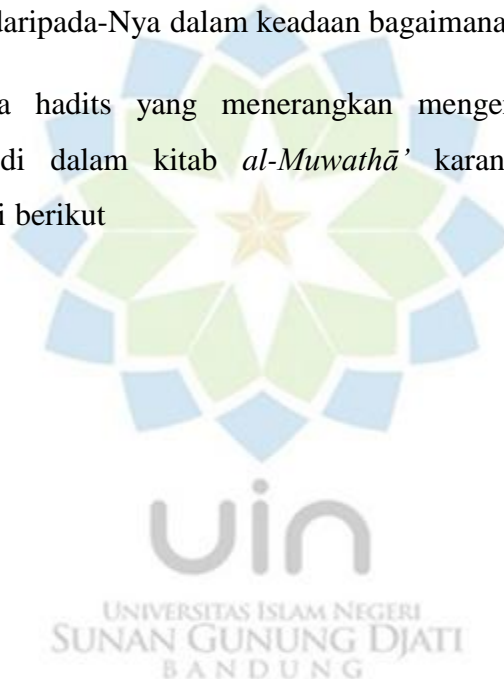 daripada-Nya dalam keadaan bagaimana
a hadits yang menerangkan menge
di dalam kitab al-Muwathā’ karan
i berikut
uin
UNIVERSITAS ISLAM NEGERI
SUNAN GUNUNG DJATI
BANDUNG